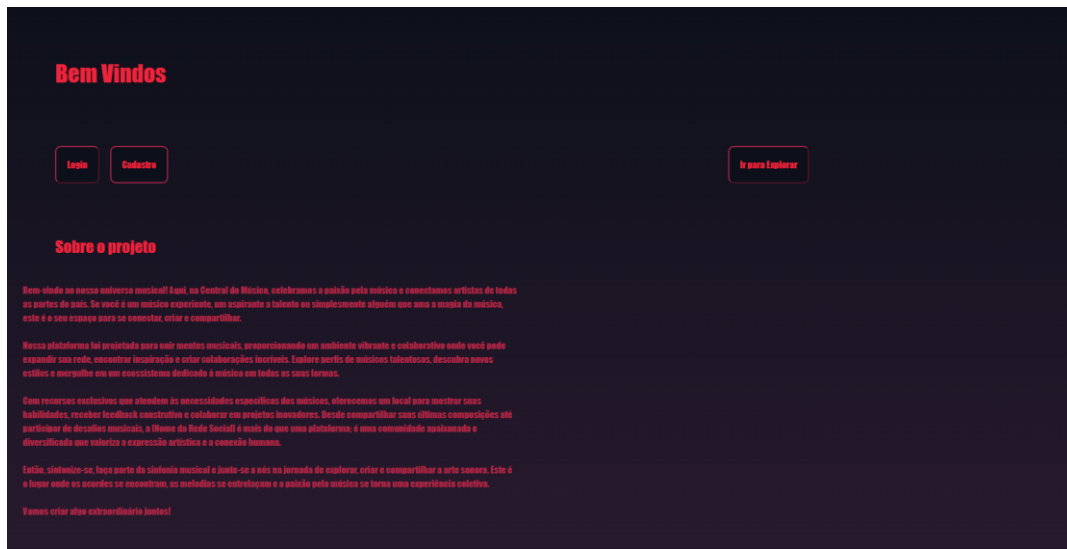 Bem Vindos
Login
Cadastro
Ir para Explorar
Sobre o projeto
Bem-vindo ao nosso universo musical! Aqui, na Central do Músico, celebramos a paixão pela música e conectamos artistas de todas
as partes do país. Se você é um músico experiente, um aspirante a talento ou simplesmente alguém que ama a magia da música,
este é o seu espaço para se conectar, criar e compartilhar.
Nossa plataforma foi projetada para unir mentes musicais, proporcionando um ambiente vibrante e colaborativo onde você pode
expandir sua rede, encontrar inspiração e criar colaborações incríveis. Explore perfis de músicos talentosos, descubra novos
estilos e mergulhe em um ecossistema dedicado à música em todas as suas formas.
Com recursos exclusivos que atendem às necessidades específicas dos músicos, oferecemos um local para mostrar suas
habilidades, receber feedback construtivo e colaborar em projetos inovadores. Desde compartilhar suas últimas composições até
participar de desafios musicais, a [Nome da Rede Social] é mais do que uma plataforma; é uma comunidade apaixonada e
diversificada que valoriza a expressão artística e a conexão humana.
Então, sintonize-se, faça parte da sinfonia musical e junte-se a nós na jornada de explorar, criar e compartilhar a arte sonora. Este é
o lugar onde os acordes se encontram, as melodias se entrelaçam e a paixão pela música se torna uma experiência coletiva.
Vamos criar algo extraordinário juntos!